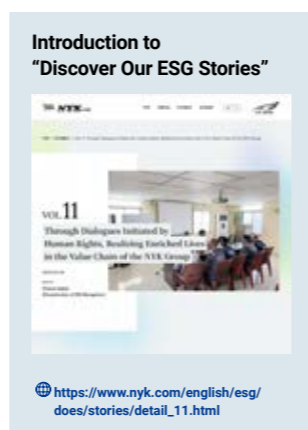 Introduction to
“Discover Our ESG Stories”
NYK
VOL.11
Through Dialogues Initiated by
Human Rights, Realizing Enriched Lives
in the Value Chain of the NYK Group
https://www.nyk.com/english/esg/
does/stories/detail_11.html